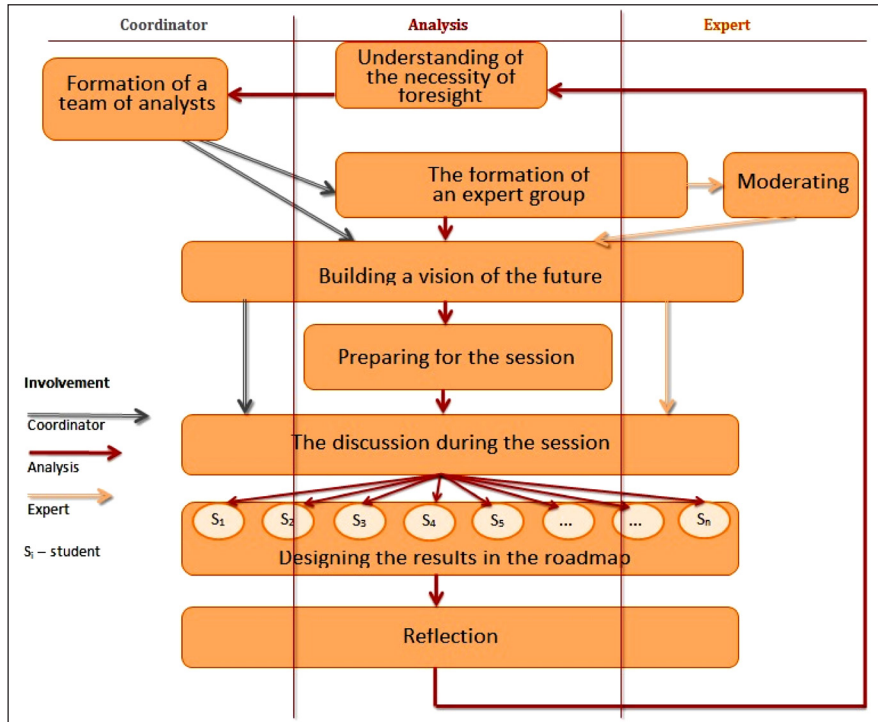 Coordinator
Analysis
Expert
Understanding of
the necessity of
foresight
Formation of a
team of analysts
The formation of
an expert group
Moderating
Building a vision of the future
Preparing for the session
Involvement
Coordinator
Analysis
Expert
Sᵢ – student
The discussion during the session
S₁
S₂
S₃
S₄
S₅
...
...
Sₙ
Designing the results in the roadmap
Reflection